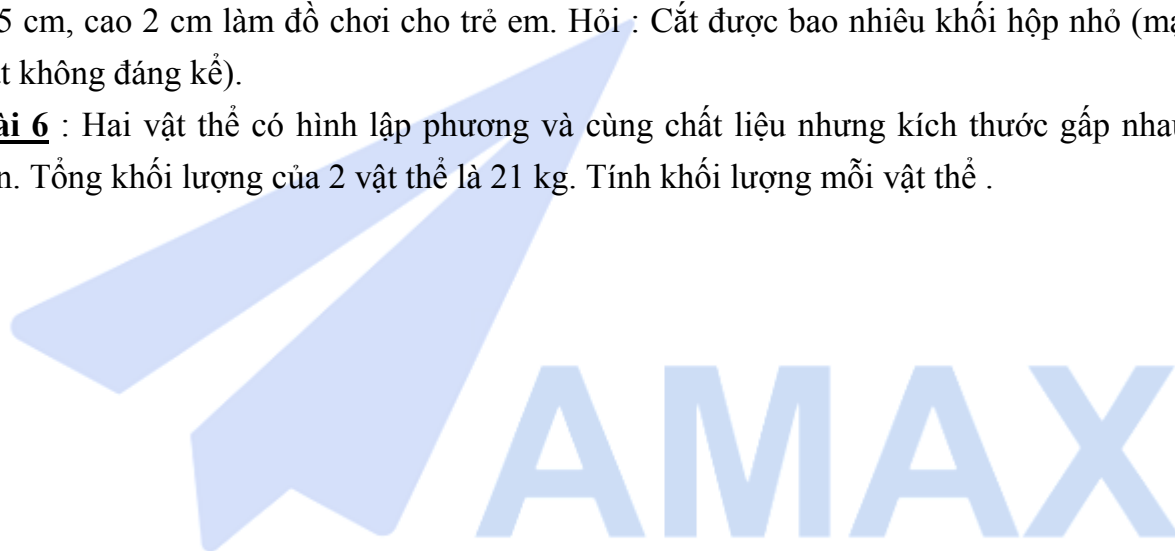 5 cm, cao 2 cm làm đồ chơi cho trẻ em. Hỏi : Cắt được bao nhiêu khối hộp nhỏ
không đáng kể).
6 : Hai vật thể có hình lập phương và cùng chất liệu nhưng kích thước gấp nhau
Tổng khối lượng của 2 vật thể là 21 kg. Tính khối lượng mỗi vật thể .
AMAX